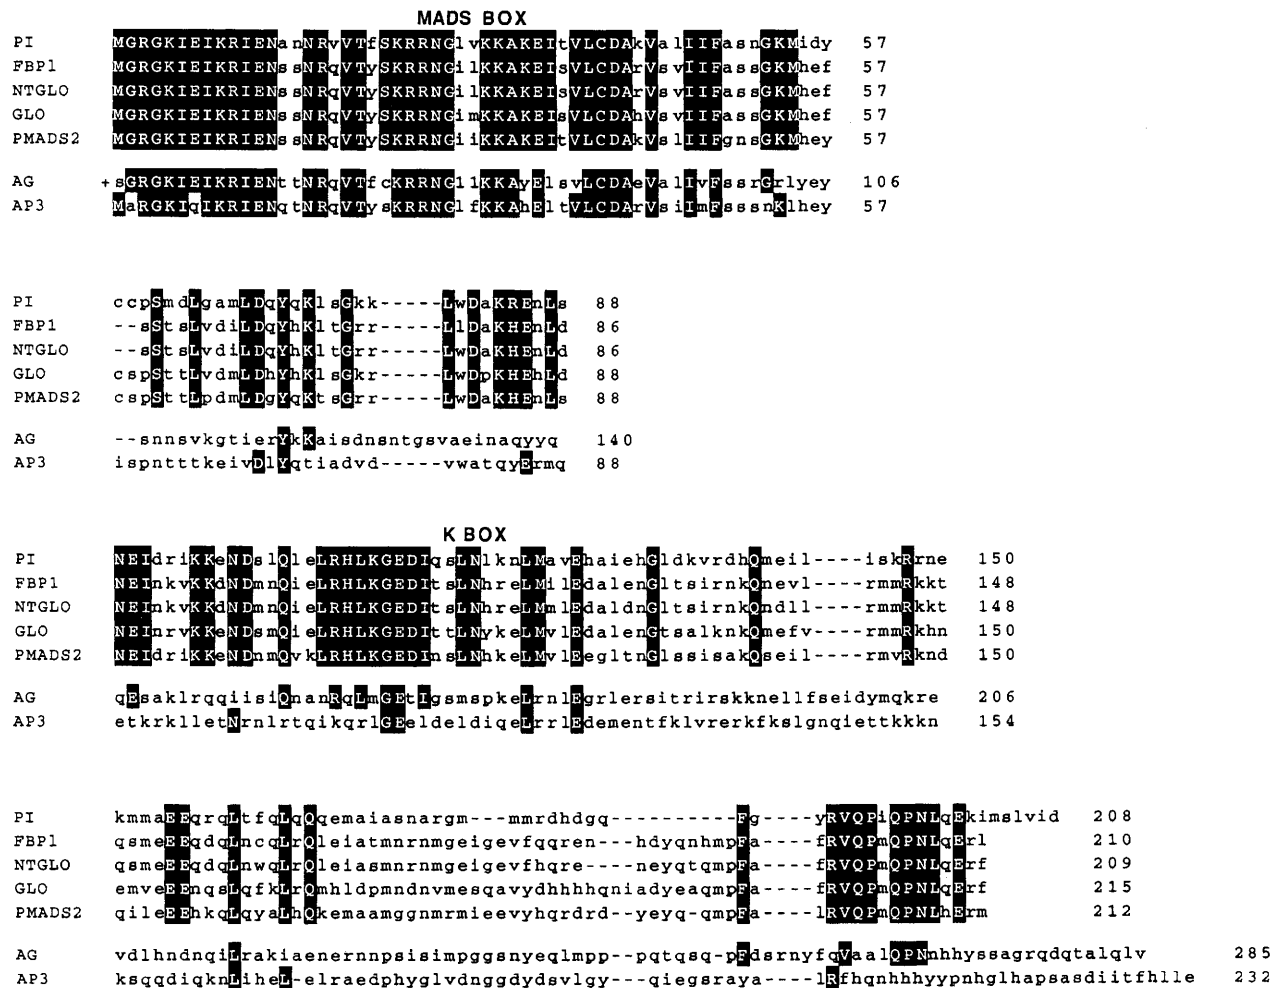 MADS BOX
PI MGRGKIEIKRIENanNRvVTfSKRRNGlvKKAKEItVLCDAkValIIFasnGKMidy 57
FBP1 MGRGKIEIKRIENssNRqVTySKRRNGilKKAKEIsVLCDArVsvIIFassGKMhef 57
NTGLO MGRGKIEIKRIENssNRqVTySKRRNGilKKAKEIsVLCDArVsvIIFassGKMhef 57
GLO MGRGKIEIKRIENssNRqVTySKRRNGimKKAKEIsVLCDAhVsvIIFassGKMhef 57
PMADS2 MGRGKIEIKRIENssNRqVTySKRRNGiiKKAKEItVLCDAkVslIIFgnsGKMhey 57
AG +sGRGKIEIKRIENttNRqVTfcKRRNGllKKAyELsvLCDAeValIvFssrGrlyey 106
AP3 MaRGKIqIKRIENqtNRqVTysKRRNGlfKKAhELtVLCDArVsiImFsssnKlhey 57
PI ccpSmdLgamLDqYqKlsGkk-----LwDaKRENLs 88
FBP1 --sStsLvdiLDqYhKltGrr-----LlDaKHEnLd 86
NTGLO --sStsLvdiLDqYhKltGrr-----LwDaKHEnLd 86
GLO cspSttLvdmLDhYhKlsGkr-----LwDpKHEhLd 88
PMADS2 cspSttLpdmLDgYqKtsGrr-----LwDaKHEnLs 88
AG --snnsvkgtierYkKaisdnsntgsvaeinaqyyq 140
AP3 ispntttkeivDlYqtiadvd-----vwatqyErmq 88
K BOX
PI NEIdriKKeNDslQleLRHLKGEDIqsLNlknLMavEhaiehGldkvrdhQmeil----iskRrne 150
FBP1 NEInkvKKdNDmnQieLRHLKGEDItsLNhreLMilEdaleNGltsirnkQnevl----rmmRkkt 148
NTGLO NEInkvKKdNDmnQieLRHLKGEDItsLNhreLMmlEdaldnGltsirnkQndll----rmmRkkt 148
GLO NEInrvKKeNDsmQieLRHLKGEDIttLNykeLMvlEdalenGtsalknkQmefv----rmmRkhn 150
PMADS2 NEIdriKKeNDnmQvkLRHLKGEDInsLNhkeLMvlEegltnGlssisakQseil----rmvRknd 150
AG qEsaklrqqiisiQnanRqLmGEtIgsmspkeLrnlEgrlersitrirskknellfseidymqkre 206
AP3 etkrklletNrnlrtqikqrlGEeldeldiqeLrrlEdementfklvrerkfkslgnqiettkkkn 154
PI kmmaEEqrqLtfqLqQqemaiasnargm---mmrdhdgq----------Fg-----yRVQPiQPNLqEkimslvid 208
FBP1 qsmeEEqdqLncqLrQleiatmnrnmgeigevfqqren---hdyqnhmpFa----fRVQPmQPNLqErl 210
NTGLO qsmeEEqdqLnwqLrQleiasmnrnmgeigevfhqre----neyqtqmpFa----fRVQPmQPNLqErf 209
GLO emveEEnqsLqfkLrQmhldpmndnvmesqavydhhhhqniadyeaqmpFa----fRVQPmQPNLqErf 215
PMADS2 qileEEhkqLqyaLhQkemaamggnmrmieevyhqrdrd--yeyq-qmpFa----lRVQPmQPNLhErm 212
AG vdlhndnqiLrakiaenernnpsisimpggsnyeqlmpp--pqtqsq-pFdsrnyfqVaalQPNnhhyssagrqdqtalqlv 285
AP3 ksqqdiqknLiheL-elraedphyglvdnggdydsvlgy---qiegsraya----lRfhqnhhhyypnhglhapsasdiitfhlle 232